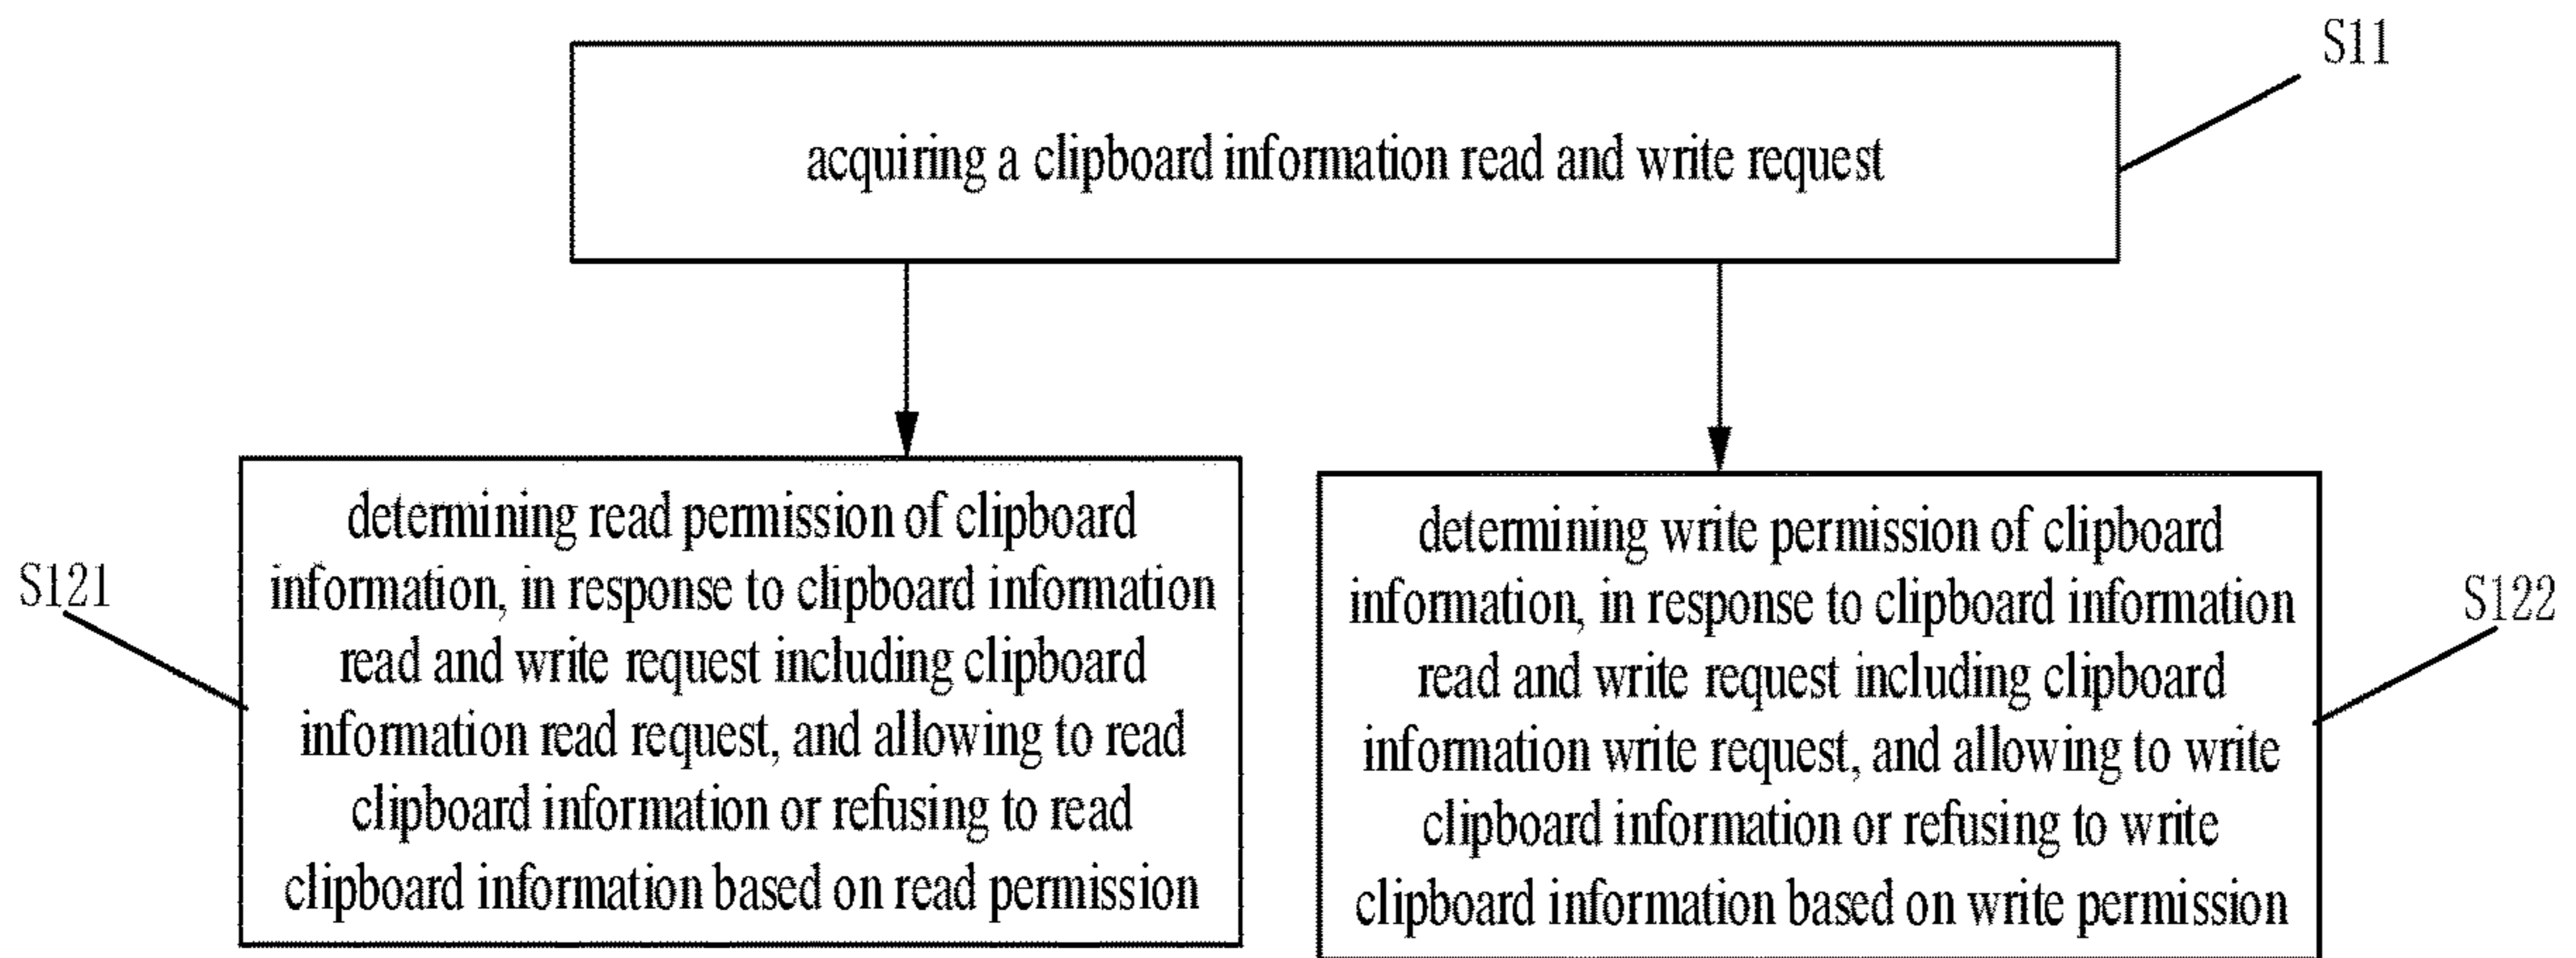 S11
acquiring a clipboard information read and write request
S121
determining read permission of clipboard
information, in response to clipboard information
read and write request including clipboard
information read request, and allowing to read
clipboard information or refusing to read
clipboard information based on read permission
S122
determining write permission of clipboard
information, in response to clipboard information
read and write request including clipboard
information write request, and allowing to write
clipboard information or refusing to write
clipboard information based on write permission